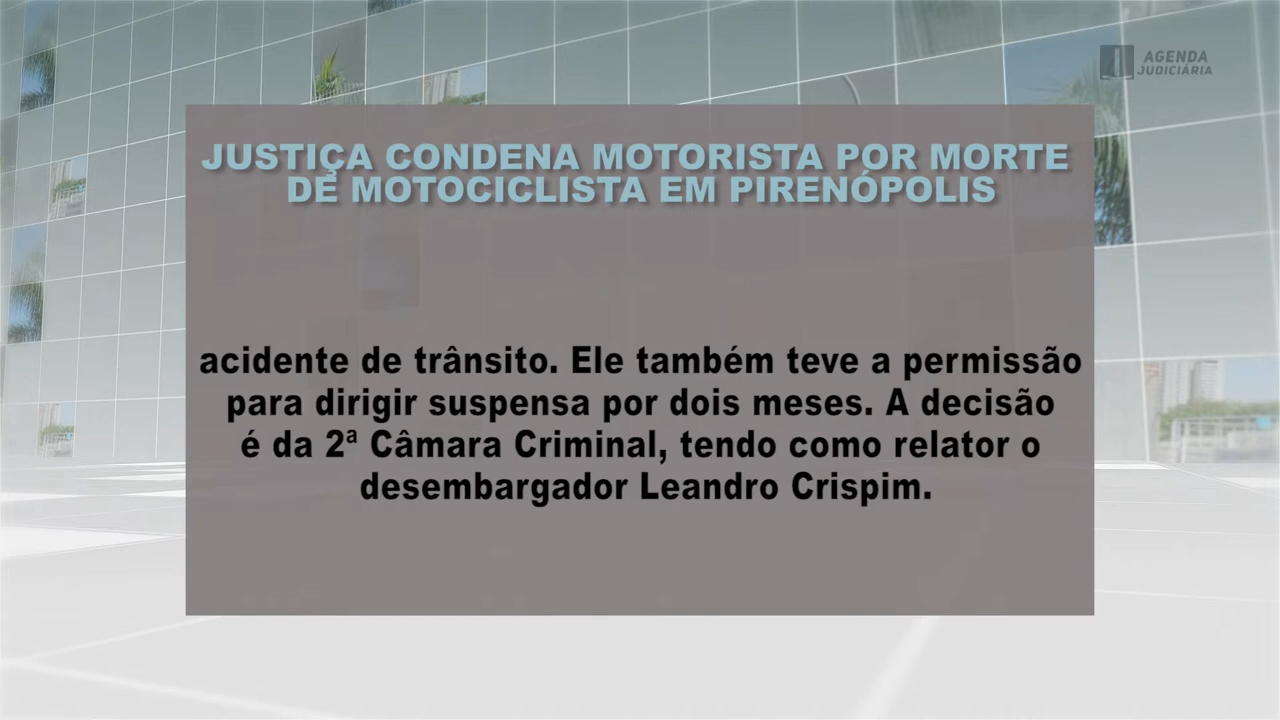 AGENDA
JUDICIÁRIA
JUSTIÇA CONDENA MOTORISTA POR MORTE
DE MOTOCICLISTA EM PIRENÓPOLIS
acidente de trânsito. Ele também teve a permissão
para dirigir suspensa por dois meses. A decisão
é da 2ª Câmara Criminal, tendo como relator o
desembargador Leandro Crispim.